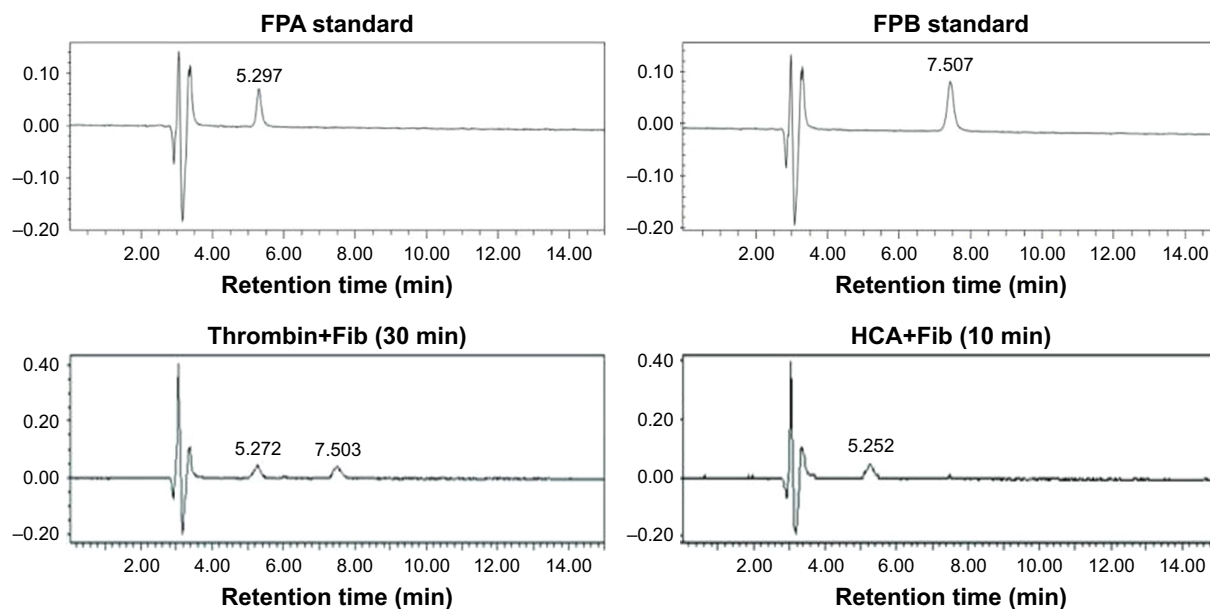 FPA standard
5.297
0.10
0.00
–0.10
–0.20
2.00 4.00 6.00 8.00 10.00 12.00 14.00
Retention time (min)
FPB standard
7.507
0.10
0.00
–0.10
–0.20
2.00 4.00 6.00 8.00 10.00 12.00 14.00
Retention time (min)
Thrombin+Fib (30 min)
0.40
0.20
5.272 7.503
0.00
–0.20
2.00 4.00 6.00 8.00 10.00 12.00 14.00
Retention time (min)
HCA+Fib (10 min)
0.40
0.20
5.252
0.00
–0.20
2.00 4.00 6.00 8.00 10.00 12.00 14.00
Retention time (min)